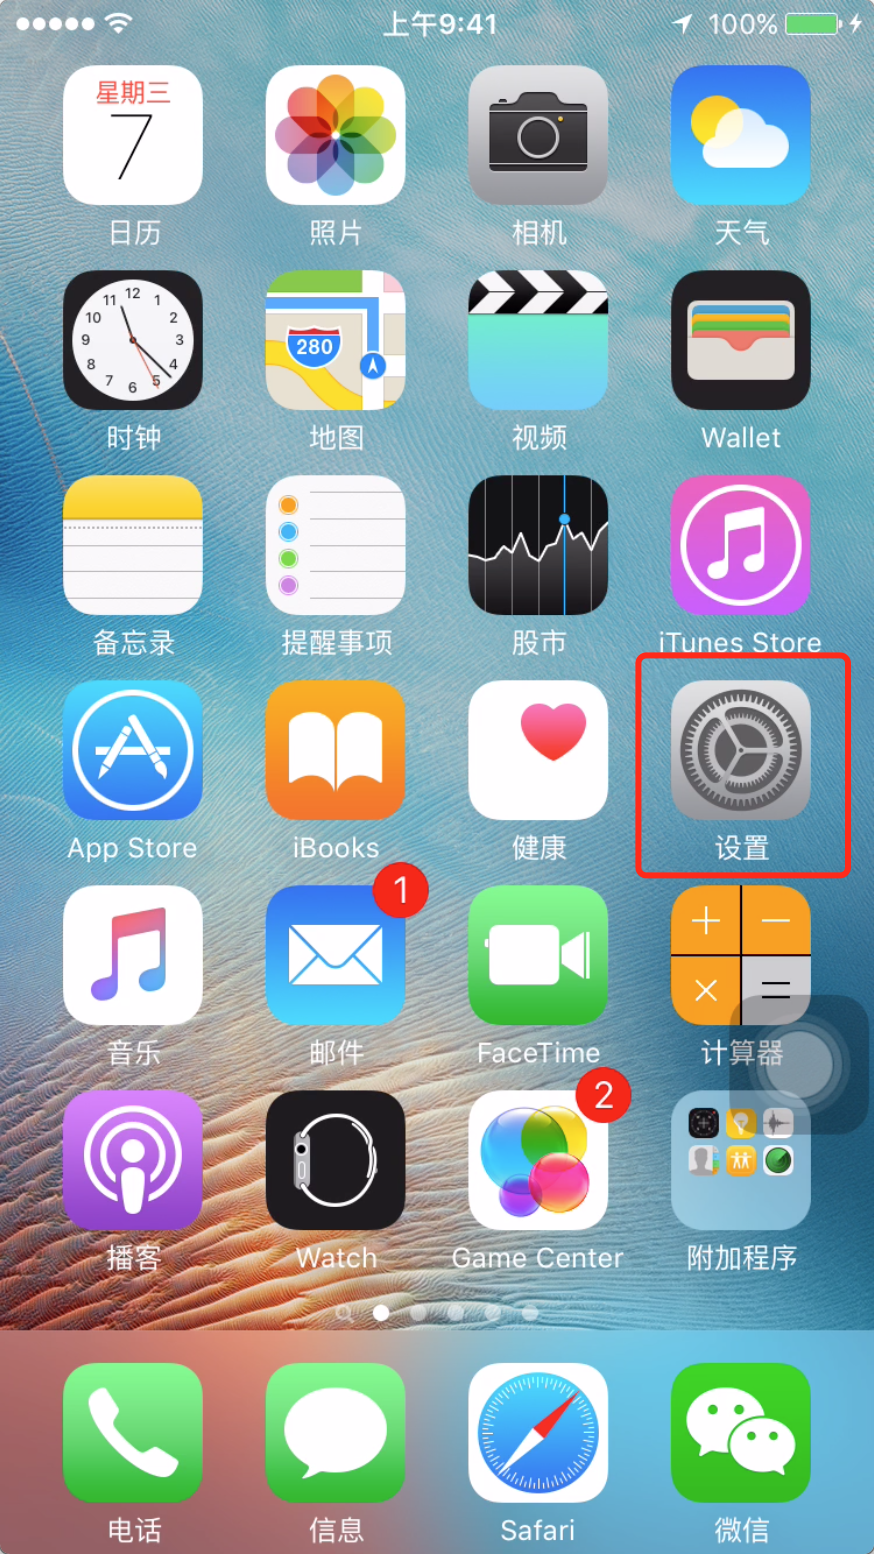 上午9:41
100%
星期三
7
日历
照片
相机
天气
11 12 1
10 2
9 3
8 4
7 6 5
280
时钟
地图
视频
Wallet
备忘录
提醒事项
股市
iTunes Store
App Store
iBooks
健康
设置
1
音乐
邮件
FaceTime
计算器
2
播客
Watch
Game Center
附加程序
电话
信息
Safari
微信